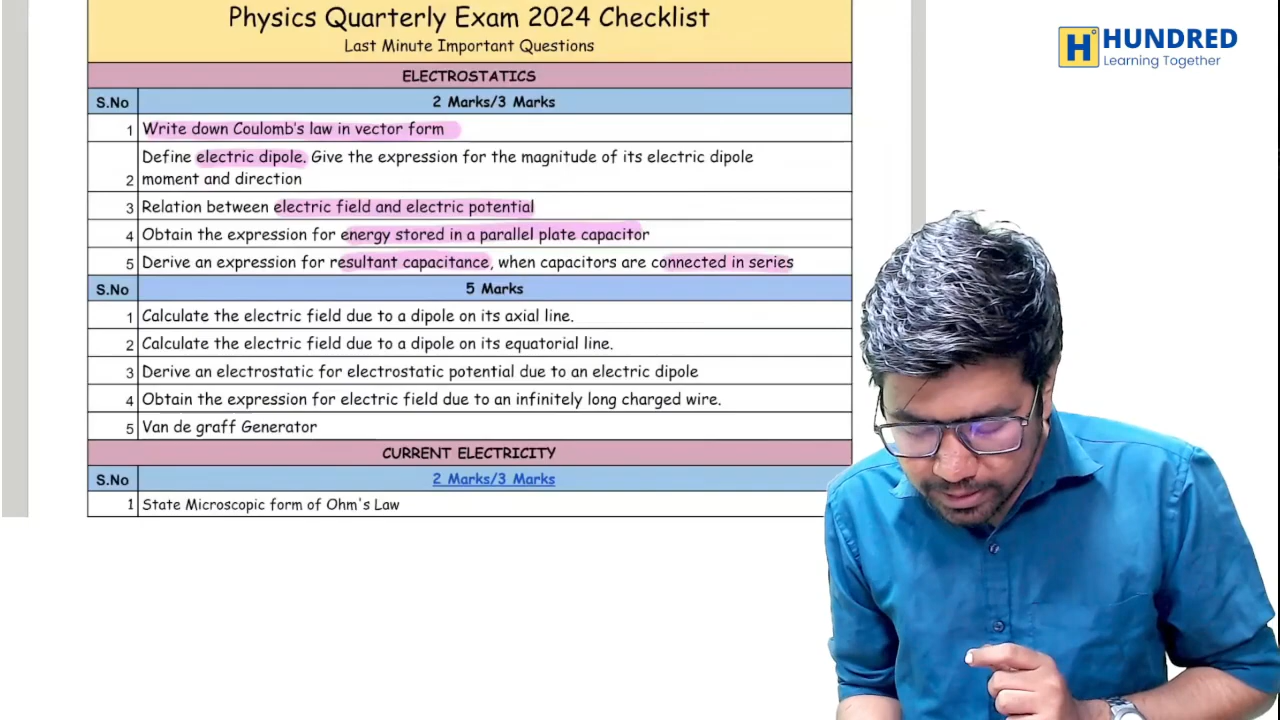 Physics Quarterly Exam 2024 Checklist
Last Minute Important Questions
H HUNDRED
Learning Together
ELECTROSTATICS
S.No 2 Marks/3 Marks
1 Write down Coulomb's law in vector form
Define electric dipole. Give the expression for the magnitude of its electric dipole
2 moment and direction
3 Relation between electric field and electric potential
4 Obtain the expression for energy stored in a parallel plate capacitor
5 Derive an expression for resultant capacitance, when capacitors are connected in series
S.No 5 Marks
1 Calculate the electric field due to a dipole on its axial line.
2 Calculate the electric field due to a dipole on its equatorial line.
3 Derive an electrostatic for electrostatic potential due to an electric dipole
4 Obtain the expression for electric field due to an infinitely long charged wire.
5 Van de graff Generator
CURRENT ELECTRICITY
S.No 2 Marks/3 Marks
1 State Microscopic form of Ohm's Law